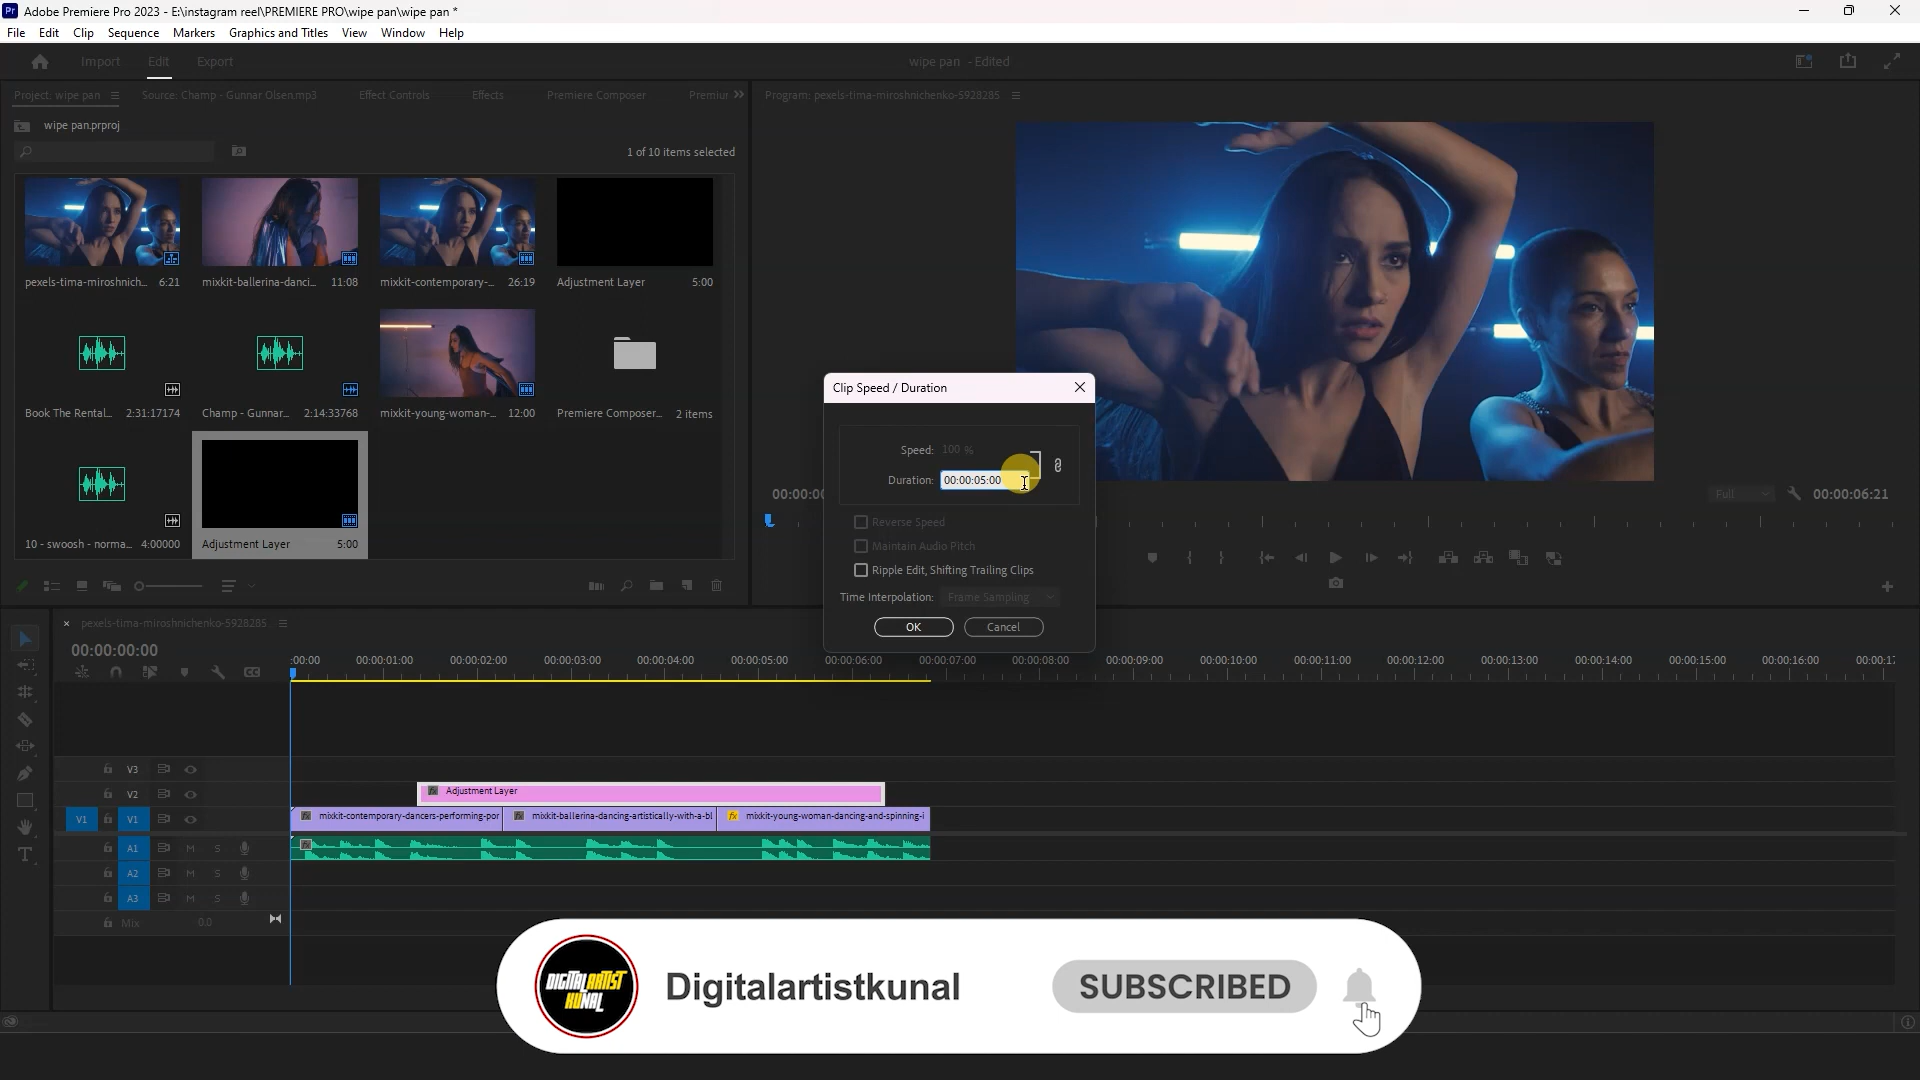 Pr Adobe Premiere Pro 2023 - E:\instagram reel\PREMIERE PRO\wipe pan\wipe pan *
File Edit Clip Sequence Markers Graphics and Titles View Window Help
Import Edit Export
wipe pan - Edited
Project: wipe pan
Source: Champ - Gunnar Olsen.mp3
Effect Controls
Effects
Premiere Composer
Premiur
Program: pexels-tima-miroshnichenko-5928285
wipe pan.prproj
1 of 10 items selected
pexels-tima-miroshnich... 6:21
mixkit-ballerina-danci... 11:08
mixkit-contemporary-... 26:19
Adjustment Layer 5:00
Book The Rental... 2:31:17174
Champ - Gunnar... 2:14:33768
mixkit-young-woman-... 12:00
Premiere Composer... 2 items
10 - swoosh - norma... 4:00000
Adjustment Layer 5:00
Clip Speed / Duration
Speed: 100 %
Duration: 00:00:05:00
Reverse Speed
Maintain Audio Pitch
Ripple Edit, Shifting Trailing Clips
Time Interpolation: Frame Sampling
OK Cancel
00:00:0
Full
00:00:06:21
pexels-tima-miroshnichenko-5928285
00:00:00:00
:00:00 00:00:01:00 00:00:02:00 00:00:03:00 00:00:04:00 00:00:05:00 00:00:06:00 00:00:07:00 00:00:08:00 00:00:09:00 00:00:10:00 00:00:11:00 00:00:12:00 00:00:13:00 00:00:14:00 00:00:15:00 00:00:16:00 00:00:17
V3
V2
fx Adjustment Layer
V1 V1
fx mixkit-contemporary-dancers-performing-por
fx mixkit-ballerina-dancing-artistically-with-a-bl
fx mixkit-young-woman-dancing-and-spinning-i
A1 M S
A2 M S
A3 M S
Mix 0.0
DIGITALARTIST
KUNAL
Digitalartistkunal
SUBSCRIBED